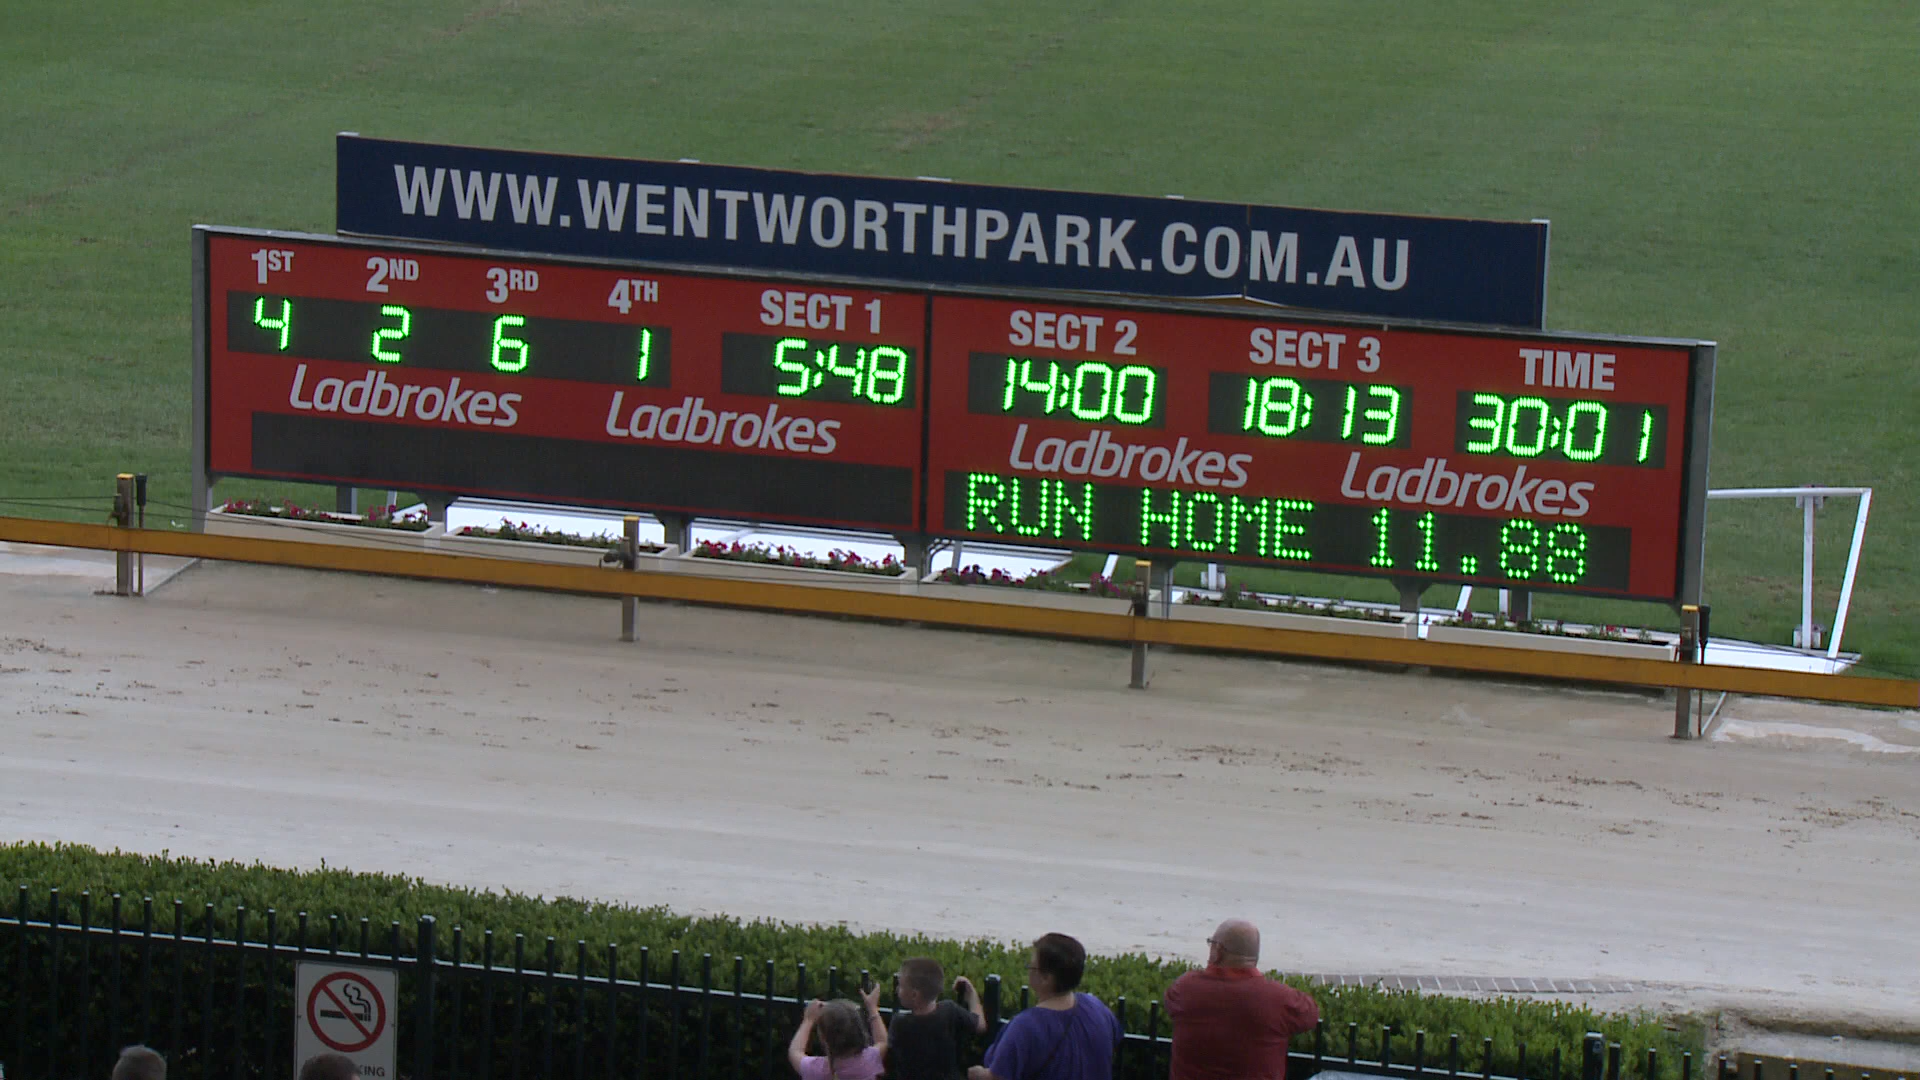 WWW.WENTWORTHPARK.COM.AU
1ST 2ND 3RD 4TH SECT 1 SECT 2 SECT 3 TIME
4 2 6 1 5:48 14:00 18:13 30:01
Ladbrokes Ladbrokes Ladbrokes Ladbrokes
RUN HOME 11.88